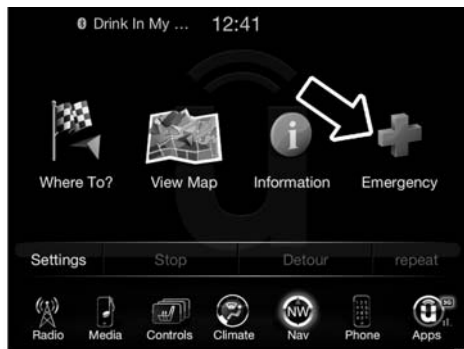 Drink In My ... 12:41
Where To? View Map Information Emergency
Settings Stop Detour repeat
NW
3G
Radio Media Controls Climate Nav Phone Apps